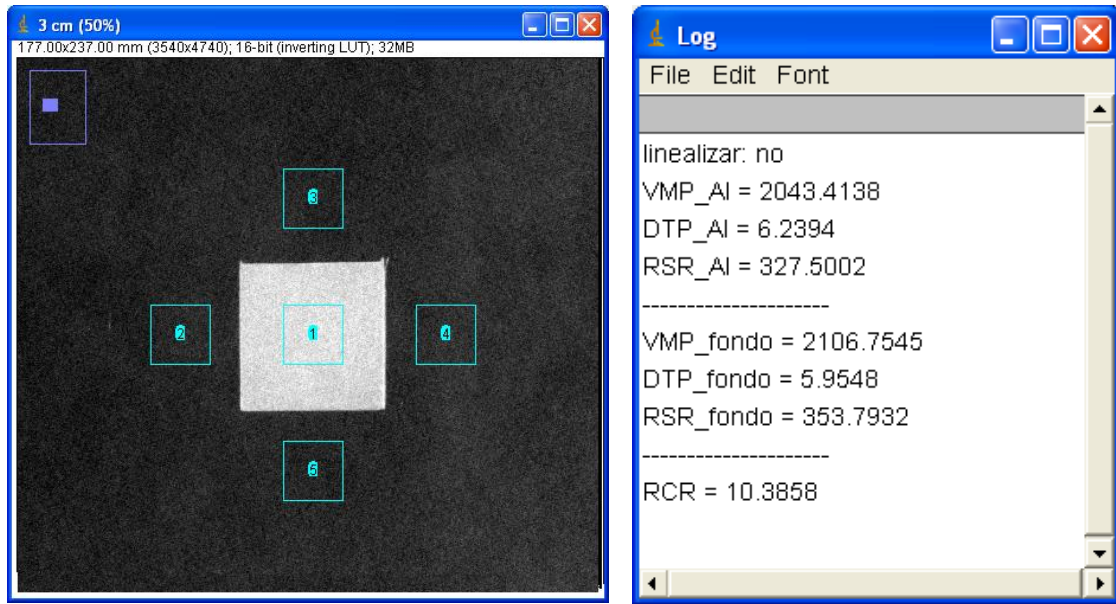 3 cm (50%)
177.00x237.00 mm (3540x4740); 16-bit (inverting LUT); 32MB
3
2
1
4
5
Log
File Edit Font
linealizar: no
VMP_Al = 2043.4138
DTP_Al = 6.2394
RSR_Al = 327.5002
---------------------
VMP_fondo = 2106.7545
DTP_fondo = 5.9548
RSR_fondo = 353.7932
---------------------
RCR = 10.3858